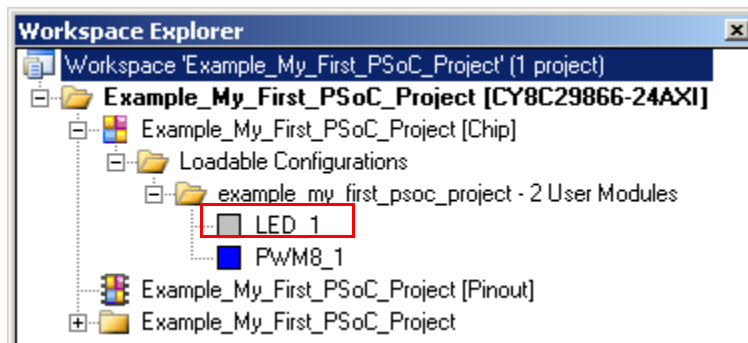 Workspace Explorer
Workspace 'Example_My_First_PSoC_Project' (1 project)
Example_My_First_PSoC_Project [CY8C29866-24AXI]
Example_My_First_PSoC_Project [Chip]
Loadable Configurations
example_my_first_psoc_project - 2 User Modules
LED_1
PWM8_1
Example_My_First_PSoC_Project [Pinout]
Example_My_First_PSoC_Project